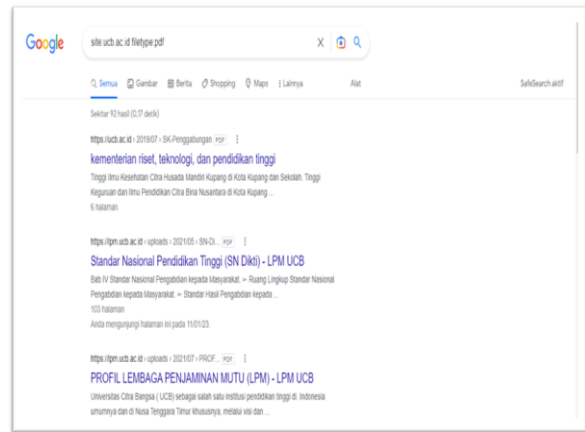 Google
site:ucb.ac.id filetype:pdf
Semua Gambar Berita Shopping Maps Lainnya Alat SafeSearch aktif
Sekitar 92 hasil (0,17 detik)
https://ucb.ac.id › 2019/07 › SK-Penggabungan PDF
kementerian riset, teknologi, dan pendidikan tinggi
Tinggi Ilmu Kesehatan Citra Husada Mandiri Kupang di Kota Kupang dan Sekolah. Tinggi
Keguruan dan Ilmu Pendidikan Citra Bina Nusantara di Kota Kupang ...
6 halaman
https://lpm.ucb.ac.id › uploads › 2021/05 › SN-Di... PDF
Standar Nasional Pendidikan Tinggi (SN Dikti) - LPM UCB
Bab IV Standar Nasional Pengabdian kepada Masyarakat. ➢ Ruang Lingkup Standar Nasional
Pengabdian kepada Masyarakat. ➢ Standar Hasil Pengabdian kepada ...
103 halaman
Anda mengunjungi halaman ini pada 11/01/23.
https://lpm.ucb.ac.id › uploads › 2021/07 › PROF... PDF
PROFIL LEMBAGA PENJAMINAN MUTU (LPM) - LPM UCB
Universitas Citra Bangsa ( UCB) sebagai salah satu institusi pendidikan tinggi di. Indonesia
umumnya dan di Nusa Tenggara Timur khususnya, melalui visi dan...